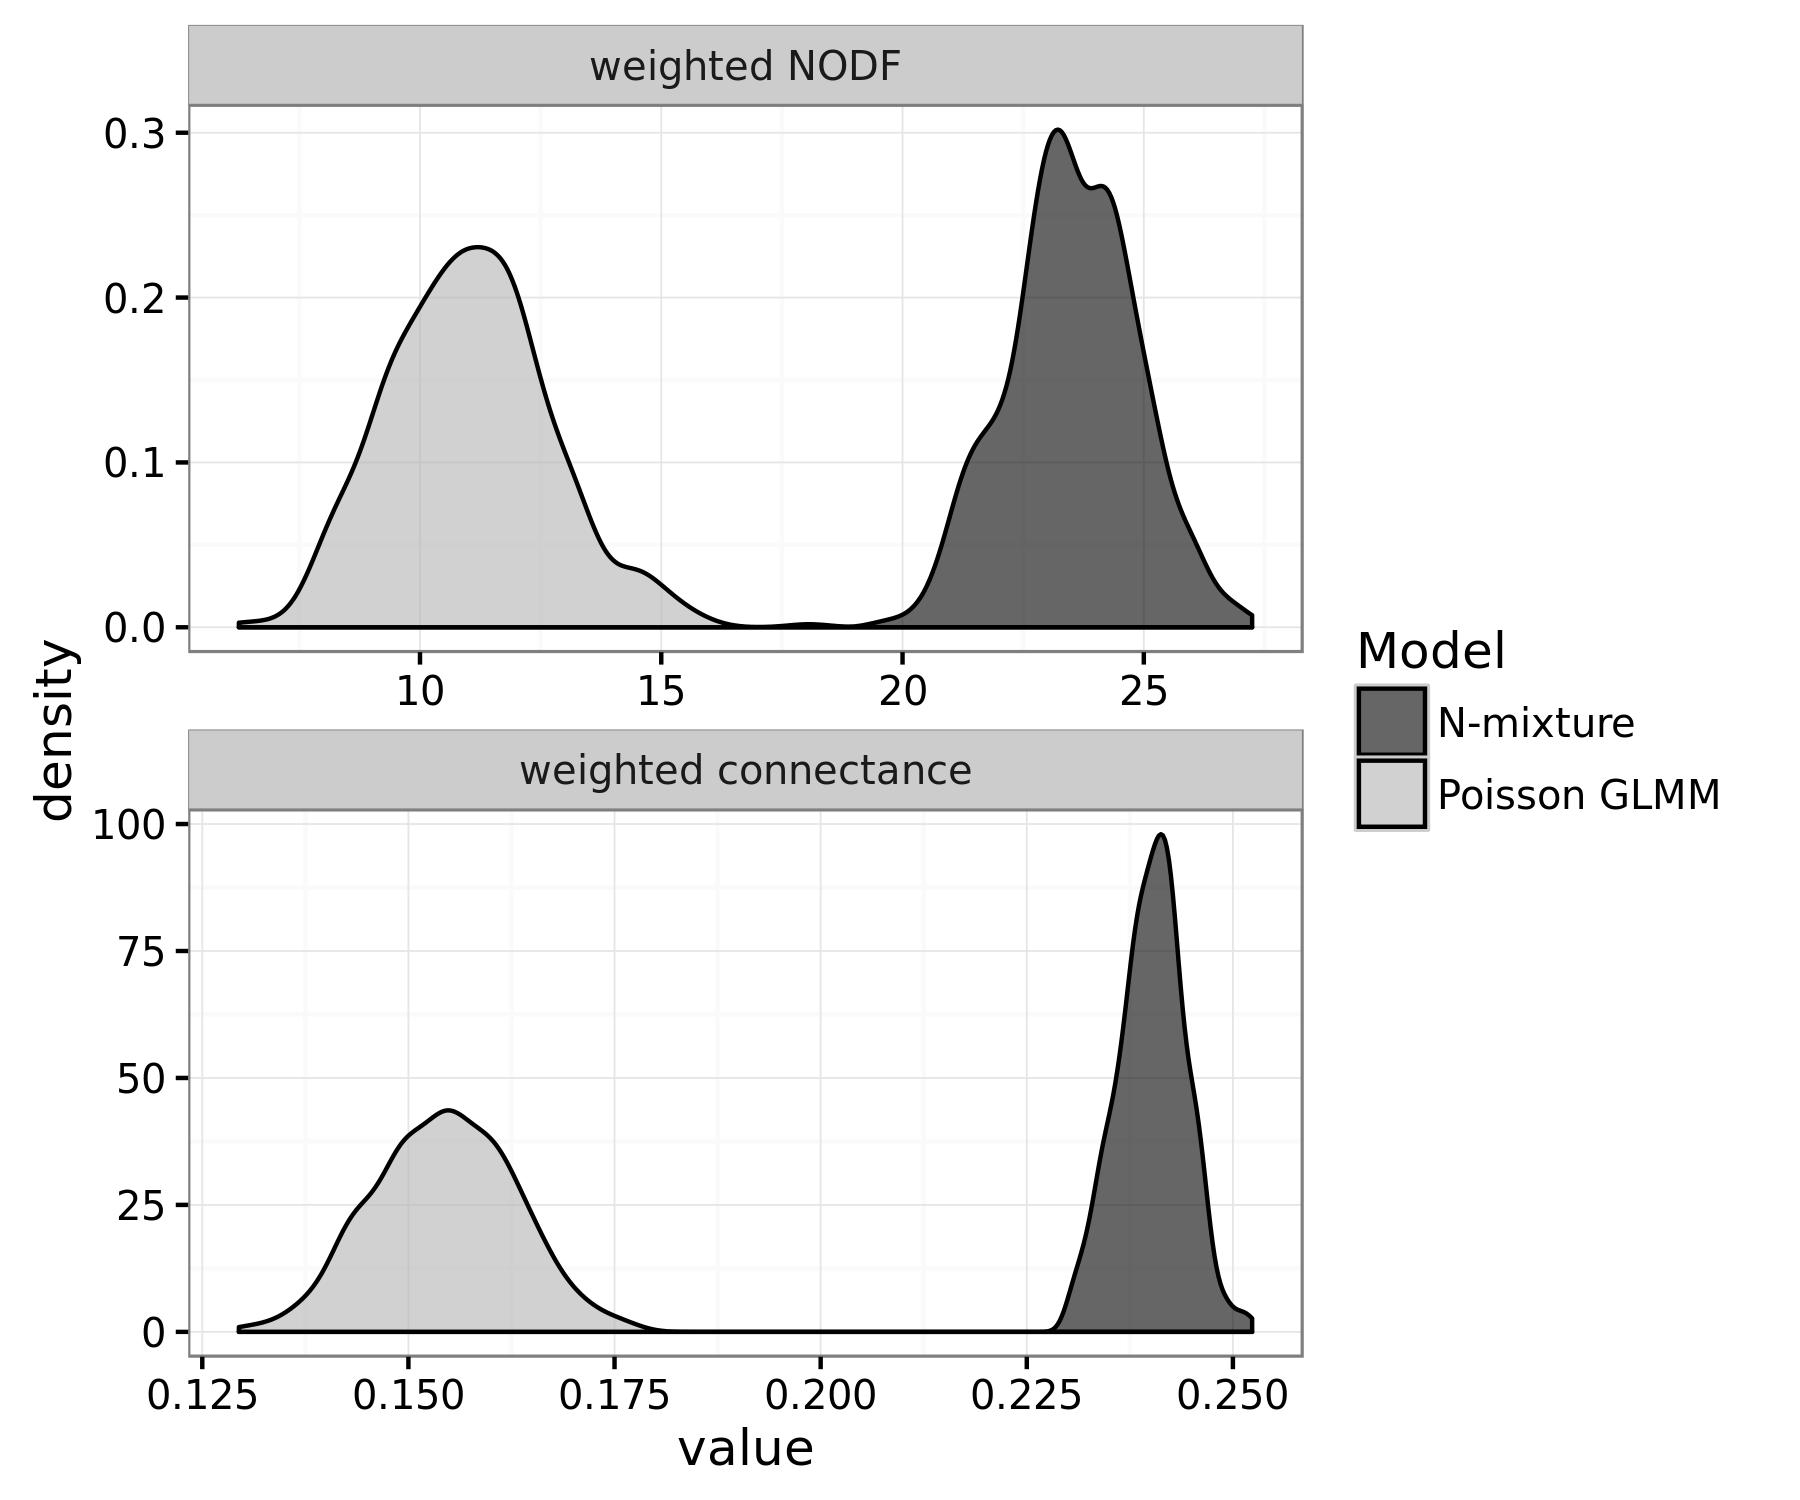 weighted NODF
0.3
0.2
0.1
0.0
10 15 20 25
weighted connectance
100
75
50
25
0
0.125 0.150 0.175 0.200 0.225 0.250
value
density
Model
N-mixture
Poisson GLMM